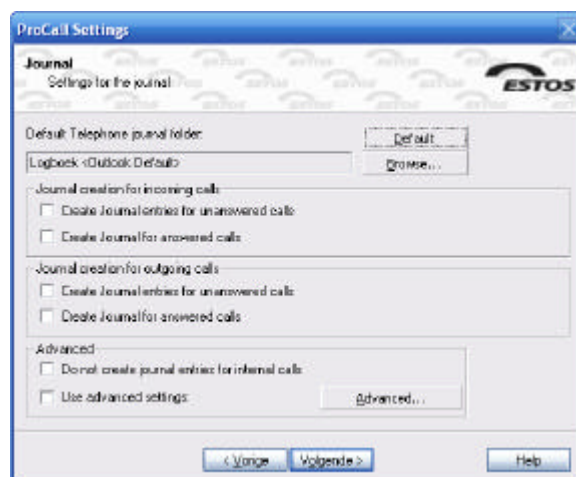 ProCall Settings
Journal
Settings for the journal
ESTOS
Default Telephone journal folder:
Default
Logboek <Outlook Default>
Browse...
Journal creation for incoming calls
Create Journal entries for unanswered calls
Create Journal for answered calls
Journal creation for outgoing calls
Create Journal entries for unanswered calls
Create Journal for answered calls
Advanced
Do not create journal entries for internal calls
Use advanced settings
Advanced...
< Vorige
Volgende >
Help